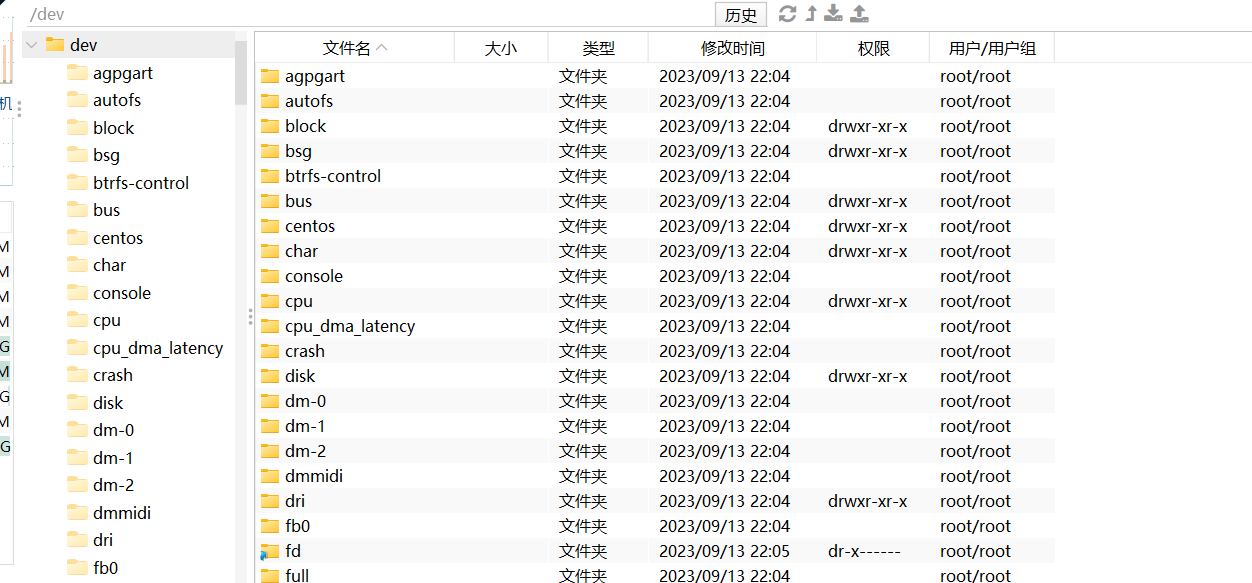 /dev 历史
dev
agpgart
autofs
block
bsg
btrfs-control
bus
centos
char
console
cpu
cpu_dma_latency
crash
disk
dm-0
dm-1
dm-2
dmmidi
dri
fb0
机
M
M
M
M
G
M
G
M
G
文件名 大小 类型 修改时间 权限 用户/用户组
agpgart 文件夹 2023/09/13 22:04 root/root
autofs 文件夹 2023/09/13 22:04 root/root
block 文件夹 2023/09/13 22:04 drwxr-xr-x root/root
bsg 文件夹 2023/09/13 22:04 drwxr-xr-x root/root
btrfs-control 文件夹 2023/09/13 22:04 root/root
bus 文件夹 2023/09/13 22:04 drwxr-xr-x root/root
centos 文件夹 2023/09/13 22:04 drwxr-xr-x root/root
char 文件夹 2023/09/13 22:04 drwxr-xr-x root/root
console 文件夹 2023/09/13 22:04 root/root
cpu 文件夹 2023/09/13 22:04 drwxr-xr-x root/root
cpu_dma_latency 文件夹 2023/09/13 22:04 root/root
crash 文件夹 2023/09/13 22:04 root/root
disk 文件夹 2023/09/13 22:04 drwxr-xr-x root/root
dm-0 文件夹 2023/09/13 22:04 root/root
dm-1 文件夹 2023/09/13 22:04 root/root
dm-2 文件夹 2023/09/13 22:04 root/root
dmmidi 文件夹 2023/09/13 22:04 root/root
dri 文件夹 2023/09/13 22:04 drwxr-xr-x root/root
fb0 文件夹 2023/09/13 22:04 root/root
fd 文件夹 2023/09/13 22:05 dr-x------ root/root
full 文件夹 2023/09/13 22:04 root/root